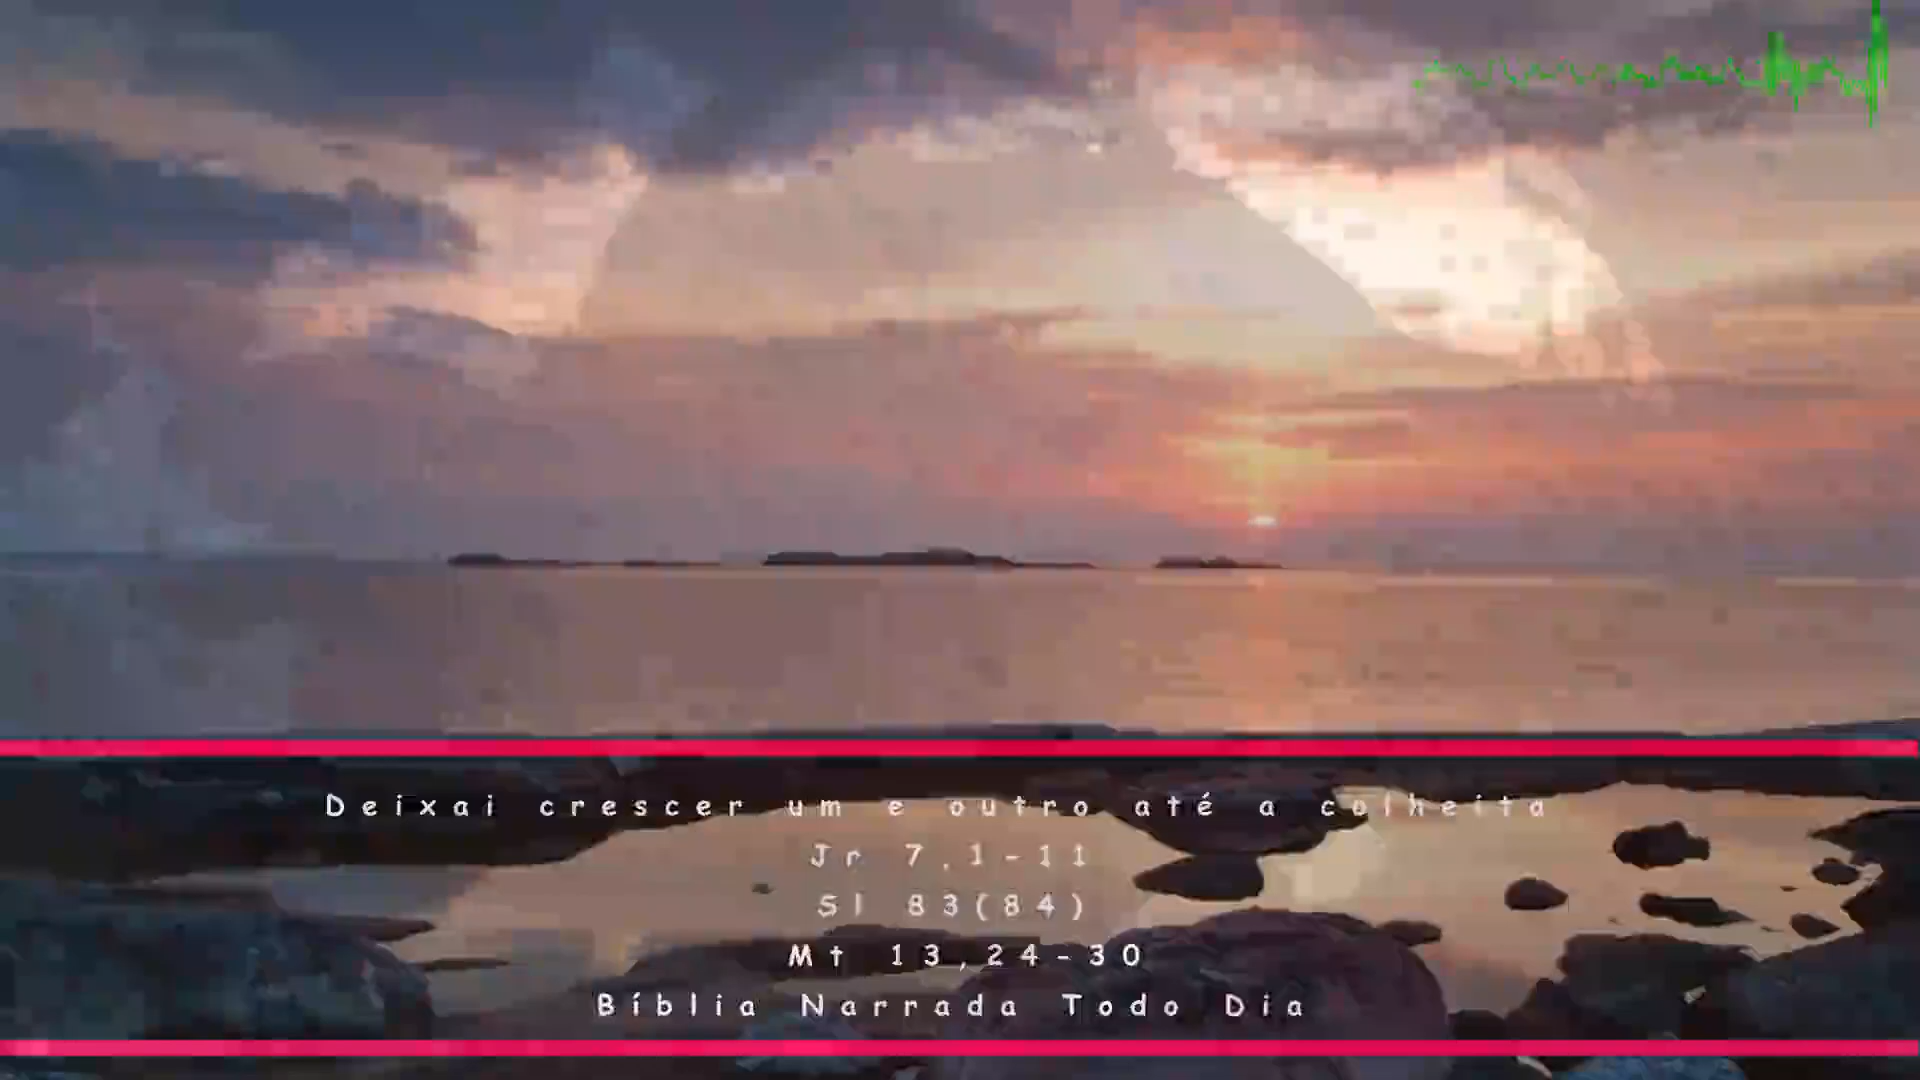 Deixai crescer um e outro até a colheita
Jr 7,1-11
Sl 83(84)
Mt 13,24-30
Bíblia Narrada Todo Dia